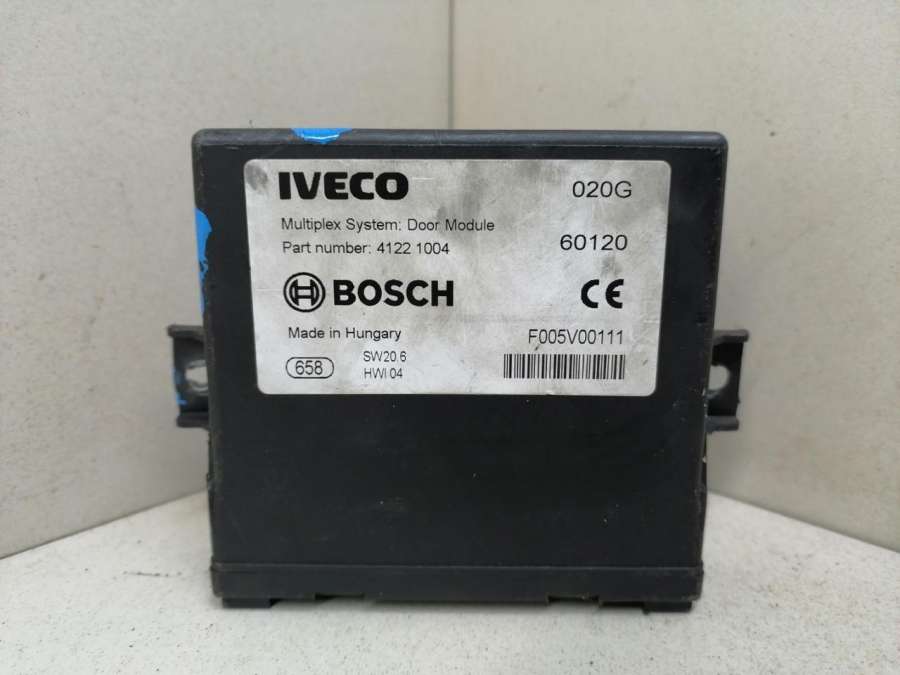 IVECO 020G
Multiplex System: Door Module
Part number: 4122 1004 60120
BOSCH CE
Made in Hungary F005V00111
658 SW20.6
HWI 04